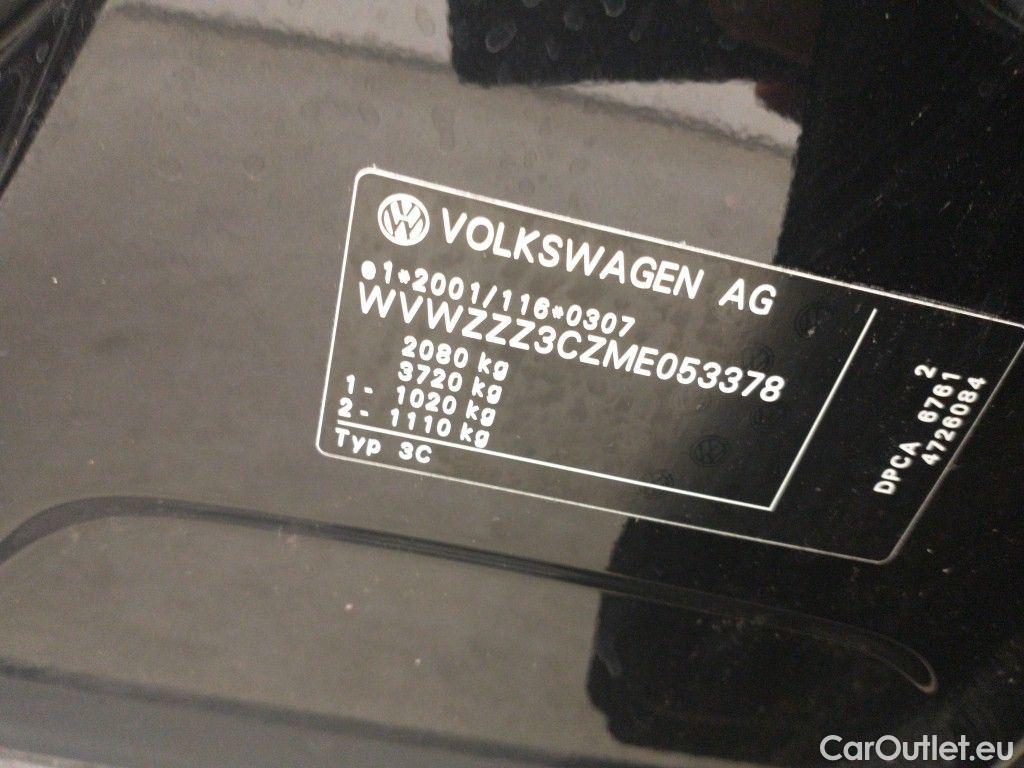 VOLKSWAGEN AG
e1*2001/116*0307
WVWZZZ3CZME053378
2080 kg
3720 kg
1 - 1020 kg
2 - 1110 kg
Typ 3C
2
DPCA 6761
4726084
CarOutlet.eu